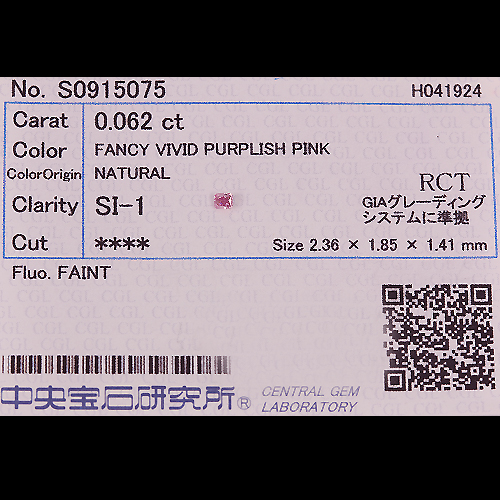 No. S0915075 H041924
Carat 0.062 ct
Color FANCY VIVID PURPLISH PINK
ColorOrigin NATURAL
Clarity SI-1
RCT
GIAグレーディング
システムに準拠
Cut **** Size 2.36 × 1.85 × 1.41 mm
Fluo. FAINT
中央宝石研究所®
CENTRAL GEM
LABORATORY